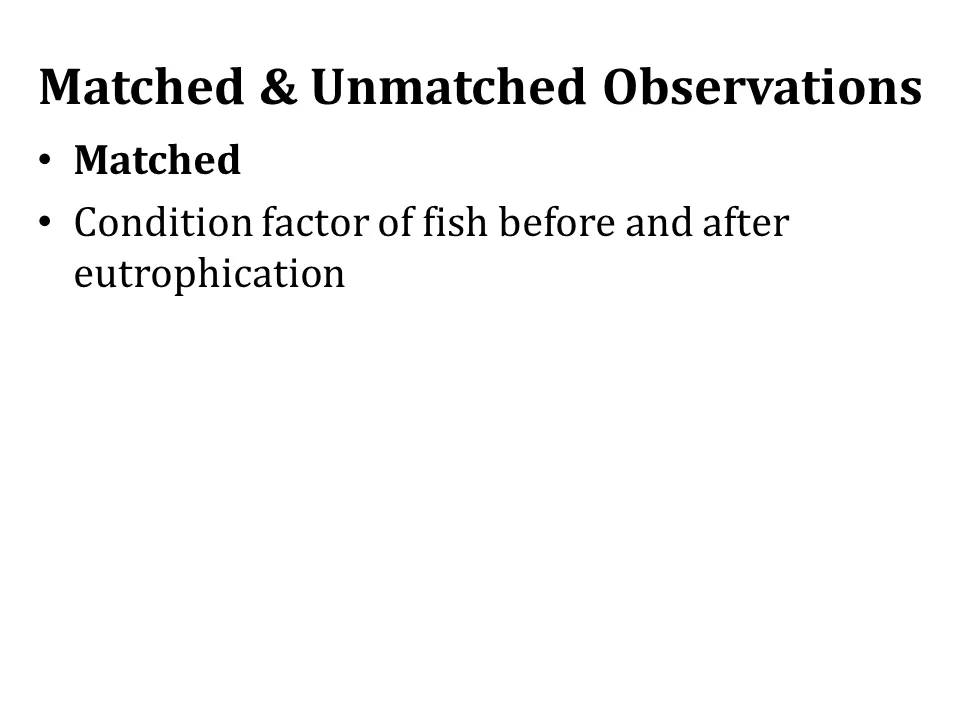 Matched & Unmatched Observations
• Matched
• Condition factor of fish before and after
eutrophication